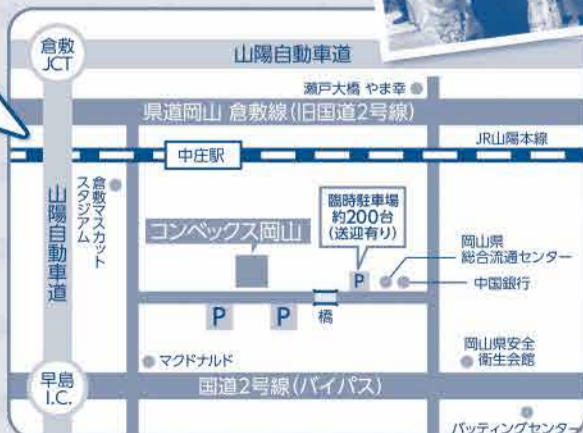 倉敷
JCT
山陽自動車道
瀬戸大橋 やま幸
県道岡山 倉敷線(旧国道2号線)
JR山陽本線
中庄駅
山陽自動車道
倉敷マスカット
スタジアム
コンベックス岡山
臨時駐車場
約200台
(送迎有り)
岡山県
総合流通センター
P
中国銀行
P
P
橋
マクドナルド
岡山県安全
衛生会館
早島
I.C.
国道2号線(バイパス)
バッティングセンター